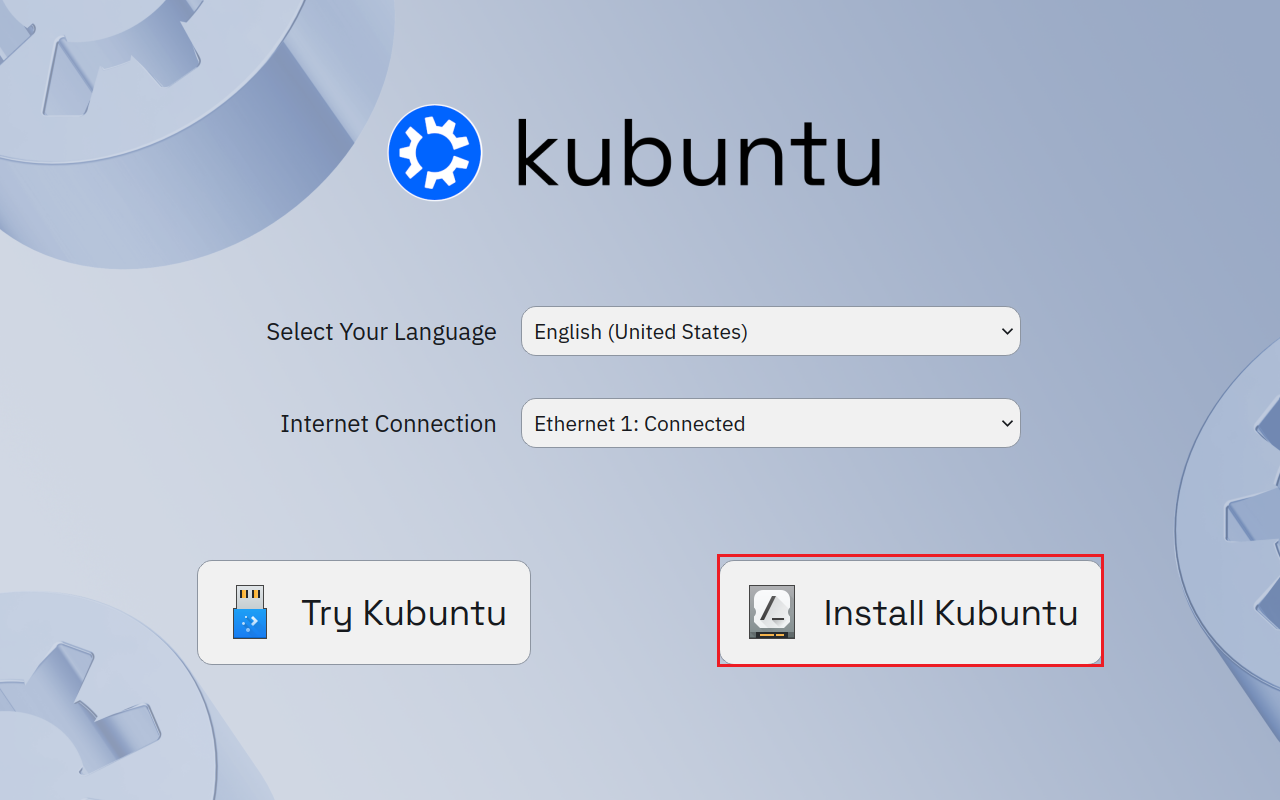 kubuntu
Select Your Language English (United States)
Internet Connection Ethernet 1: Connected
Try Kubuntu Install Kubuntu